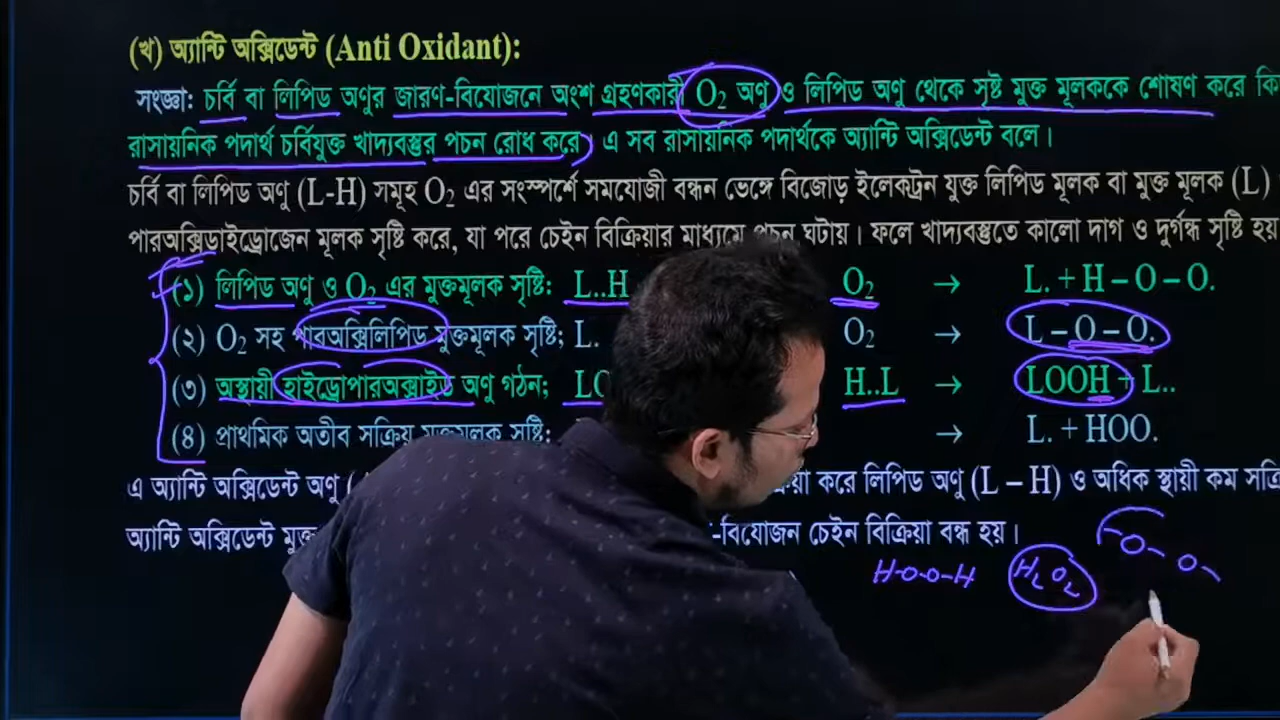 (খ) অ্যান্টি অক্সিডেন্ট (Anti Oxidant):
সংজ্ঞা: চর্বি বা লিপিড অণুর জারণ-বিযোজনে অংশ গ্রহণকারী O₂ অণু ও লিপিড অণু থেকে সৃষ্ট মুক্ত মূলককে শোষণ করে কি
রাসায়নিক পদার্থ চর্বিযুক্ত খাদ্যবস্তুর পচন রোধ করে। এ সব রাসায়নিক পদার্থকে অ্যান্টি অক্সিডেন্ট বলে।
চর্বি বা লিপিড অণু (L-H) সমূহ O₂ এর সংস্পর্শে সমযোজী বন্ধন ভেঙ্গে বিজোড় ইলেকট্রন যুক্ত লিপিড মূলক বা মুক্ত মূলক (L)
পারঅক্সিডাইড্রোজেন মূলক সৃষ্টি করে, যা পরে চেইন বিক্রিয়ার মাধ্যমে পচন ঘটায়। ফলে খাদ্যবস্তুতে কালো দাগ ও দুর্গন্ধ সৃষ্টি হয়
(১) লিপিড অণু ও O₂ এর মুক্তমূলক সৃষ্টি: L..H O₂ → L. + H – O – O.
(২) O₂ সহ পারঅক্সিলিপিড মুক্তমূলক সৃষ্টি; L. O₂ → L – O – O.
(৩) অস্থায়ী হাইড্রোপারঅক্সাইড অণু গঠন; H..L → LOOH + L..
(৪) প্রাথমিক অতীব সক্রিয় মুক্তমূলক সৃষ্টি: → L. + HOO.
এ অ্যান্টি অক্সিডেন্ট অণু করে লিপিড অণু (L – H) ও অধিক স্থায়ী কম সক্রি
অ্যান্টি অক্সিডেন্ট -বিযোজন চেইন বিক্রিয়া বন্ধ হয়।
H-O-O-H H₂O₂ -O- O-